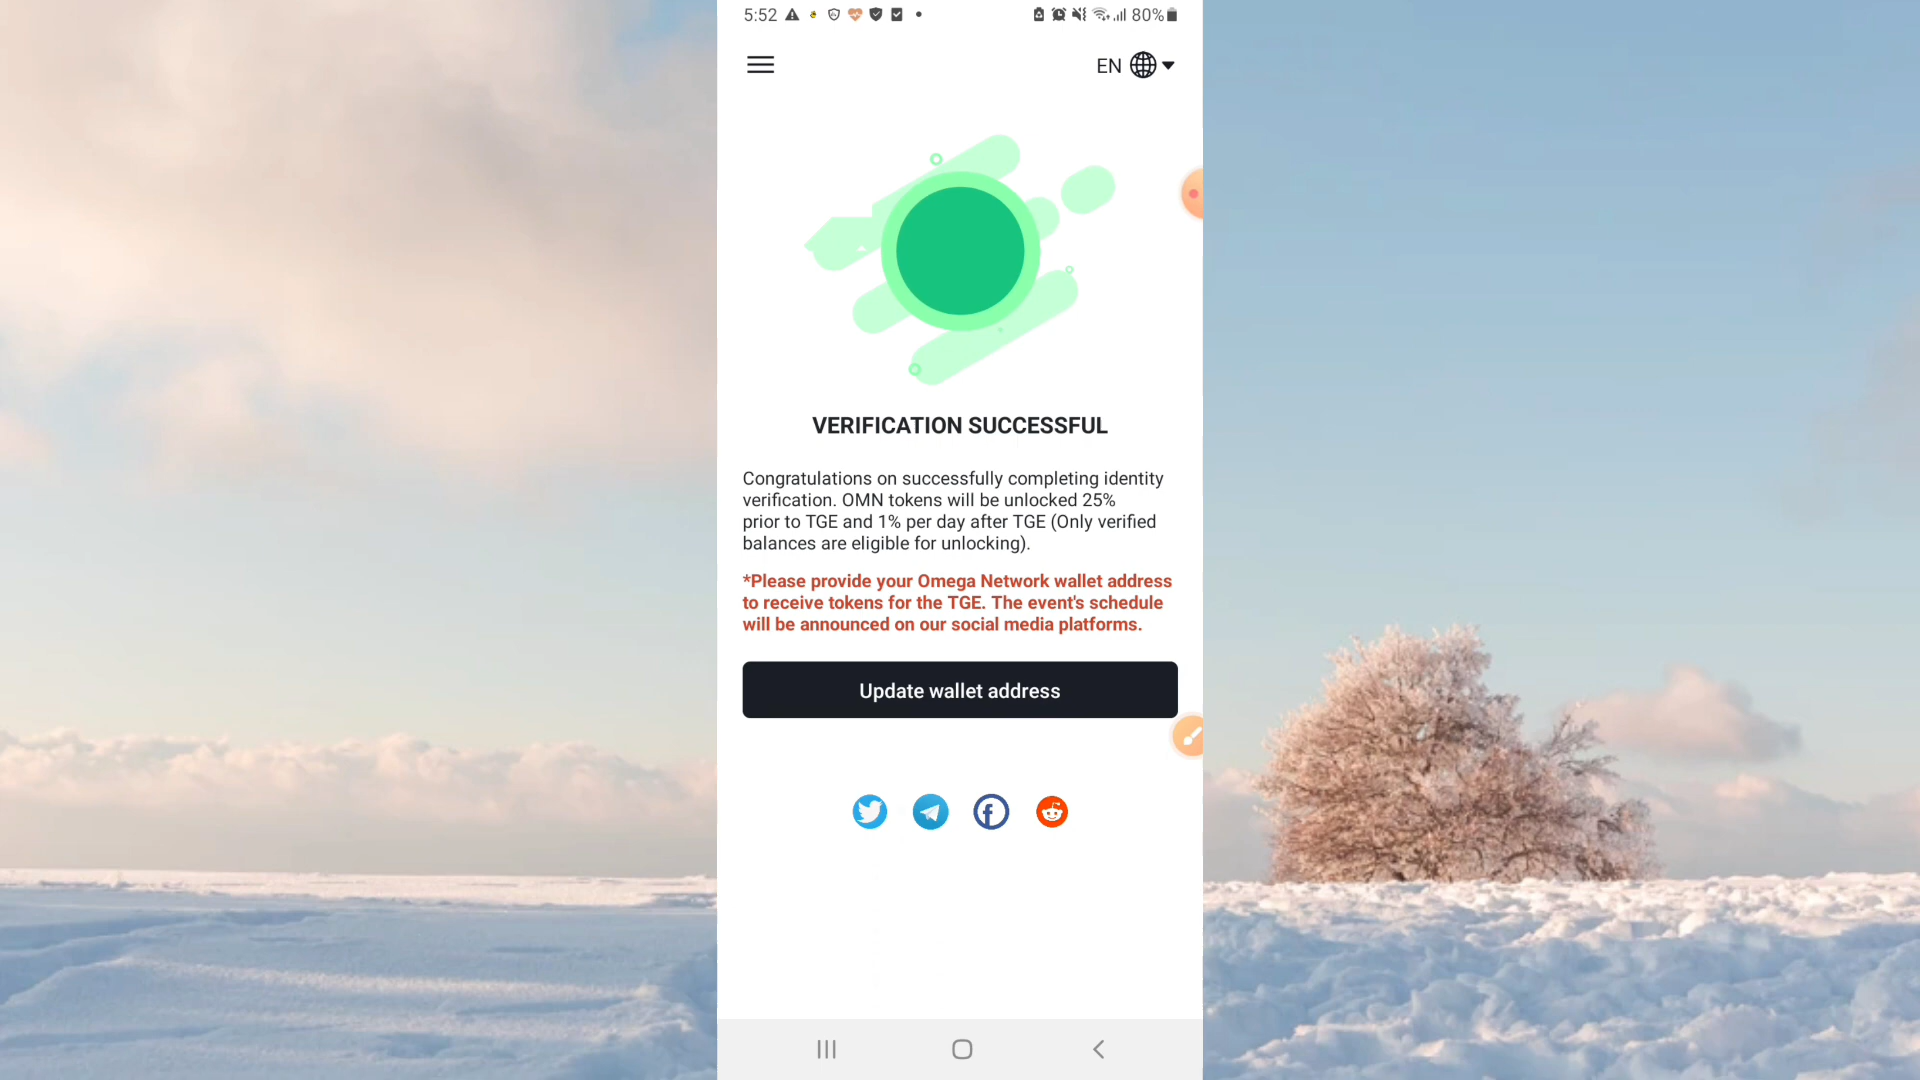 5:52
80%
EN
VERIFICATION SUCCESSFUL
Congratulations on successfully completing identity
verification. OMN tokens will be unlocked 25%
prior to TGE and 1% per day after TGE (Only verified
balances are eligible for unlocking).
*Please provide your Omega Network wallet address
to receive tokens for the TGE. The event's schedule
will be announced on our social media platforms.
Update wallet address